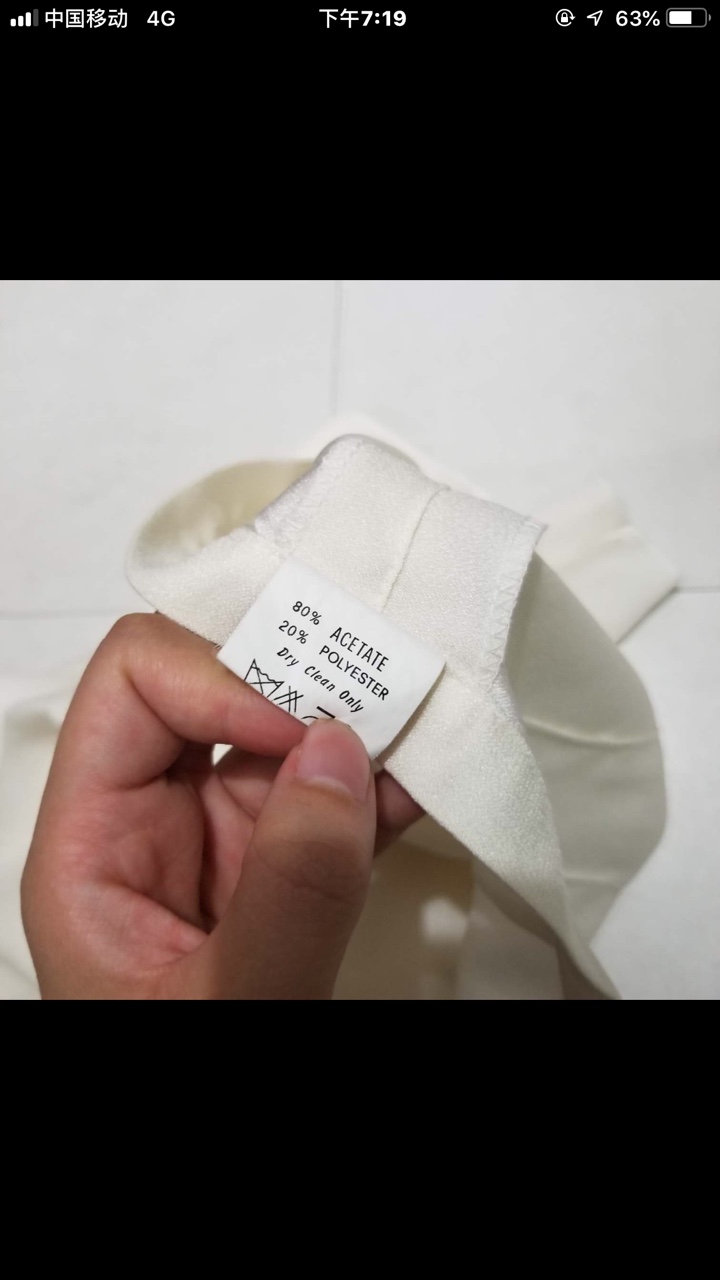 中国移动 4G 下午7:19 63%
80% ACETATE
20% POLYESTER
Dry Clean Only